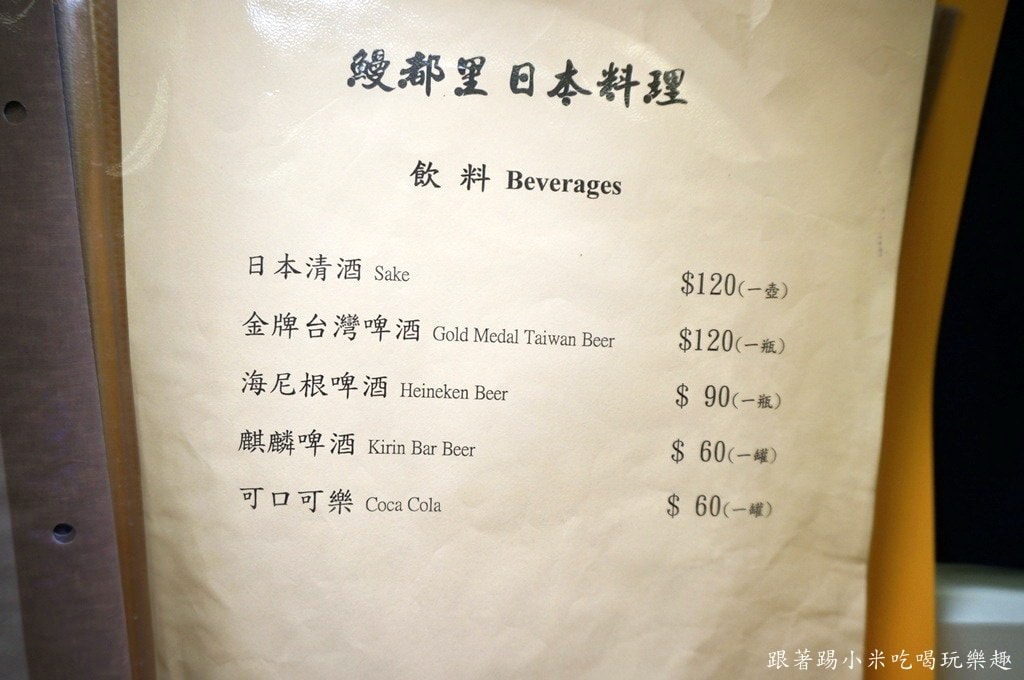 鰻都里日本料理
飲料 Beverages
日本清酒 Sake $120(一壺)
金牌台灣啤酒 Gold Medal Taiwan Beer $120(一瓶)
海尼根啤酒 Heineken Beer $ 90(一瓶)
麒麟啤酒 Kirin Bar Beer $ 60(一罐)
可口可樂 Coca Cola $ 60(一罐)
跟著踢小米吃喝玩樂趣